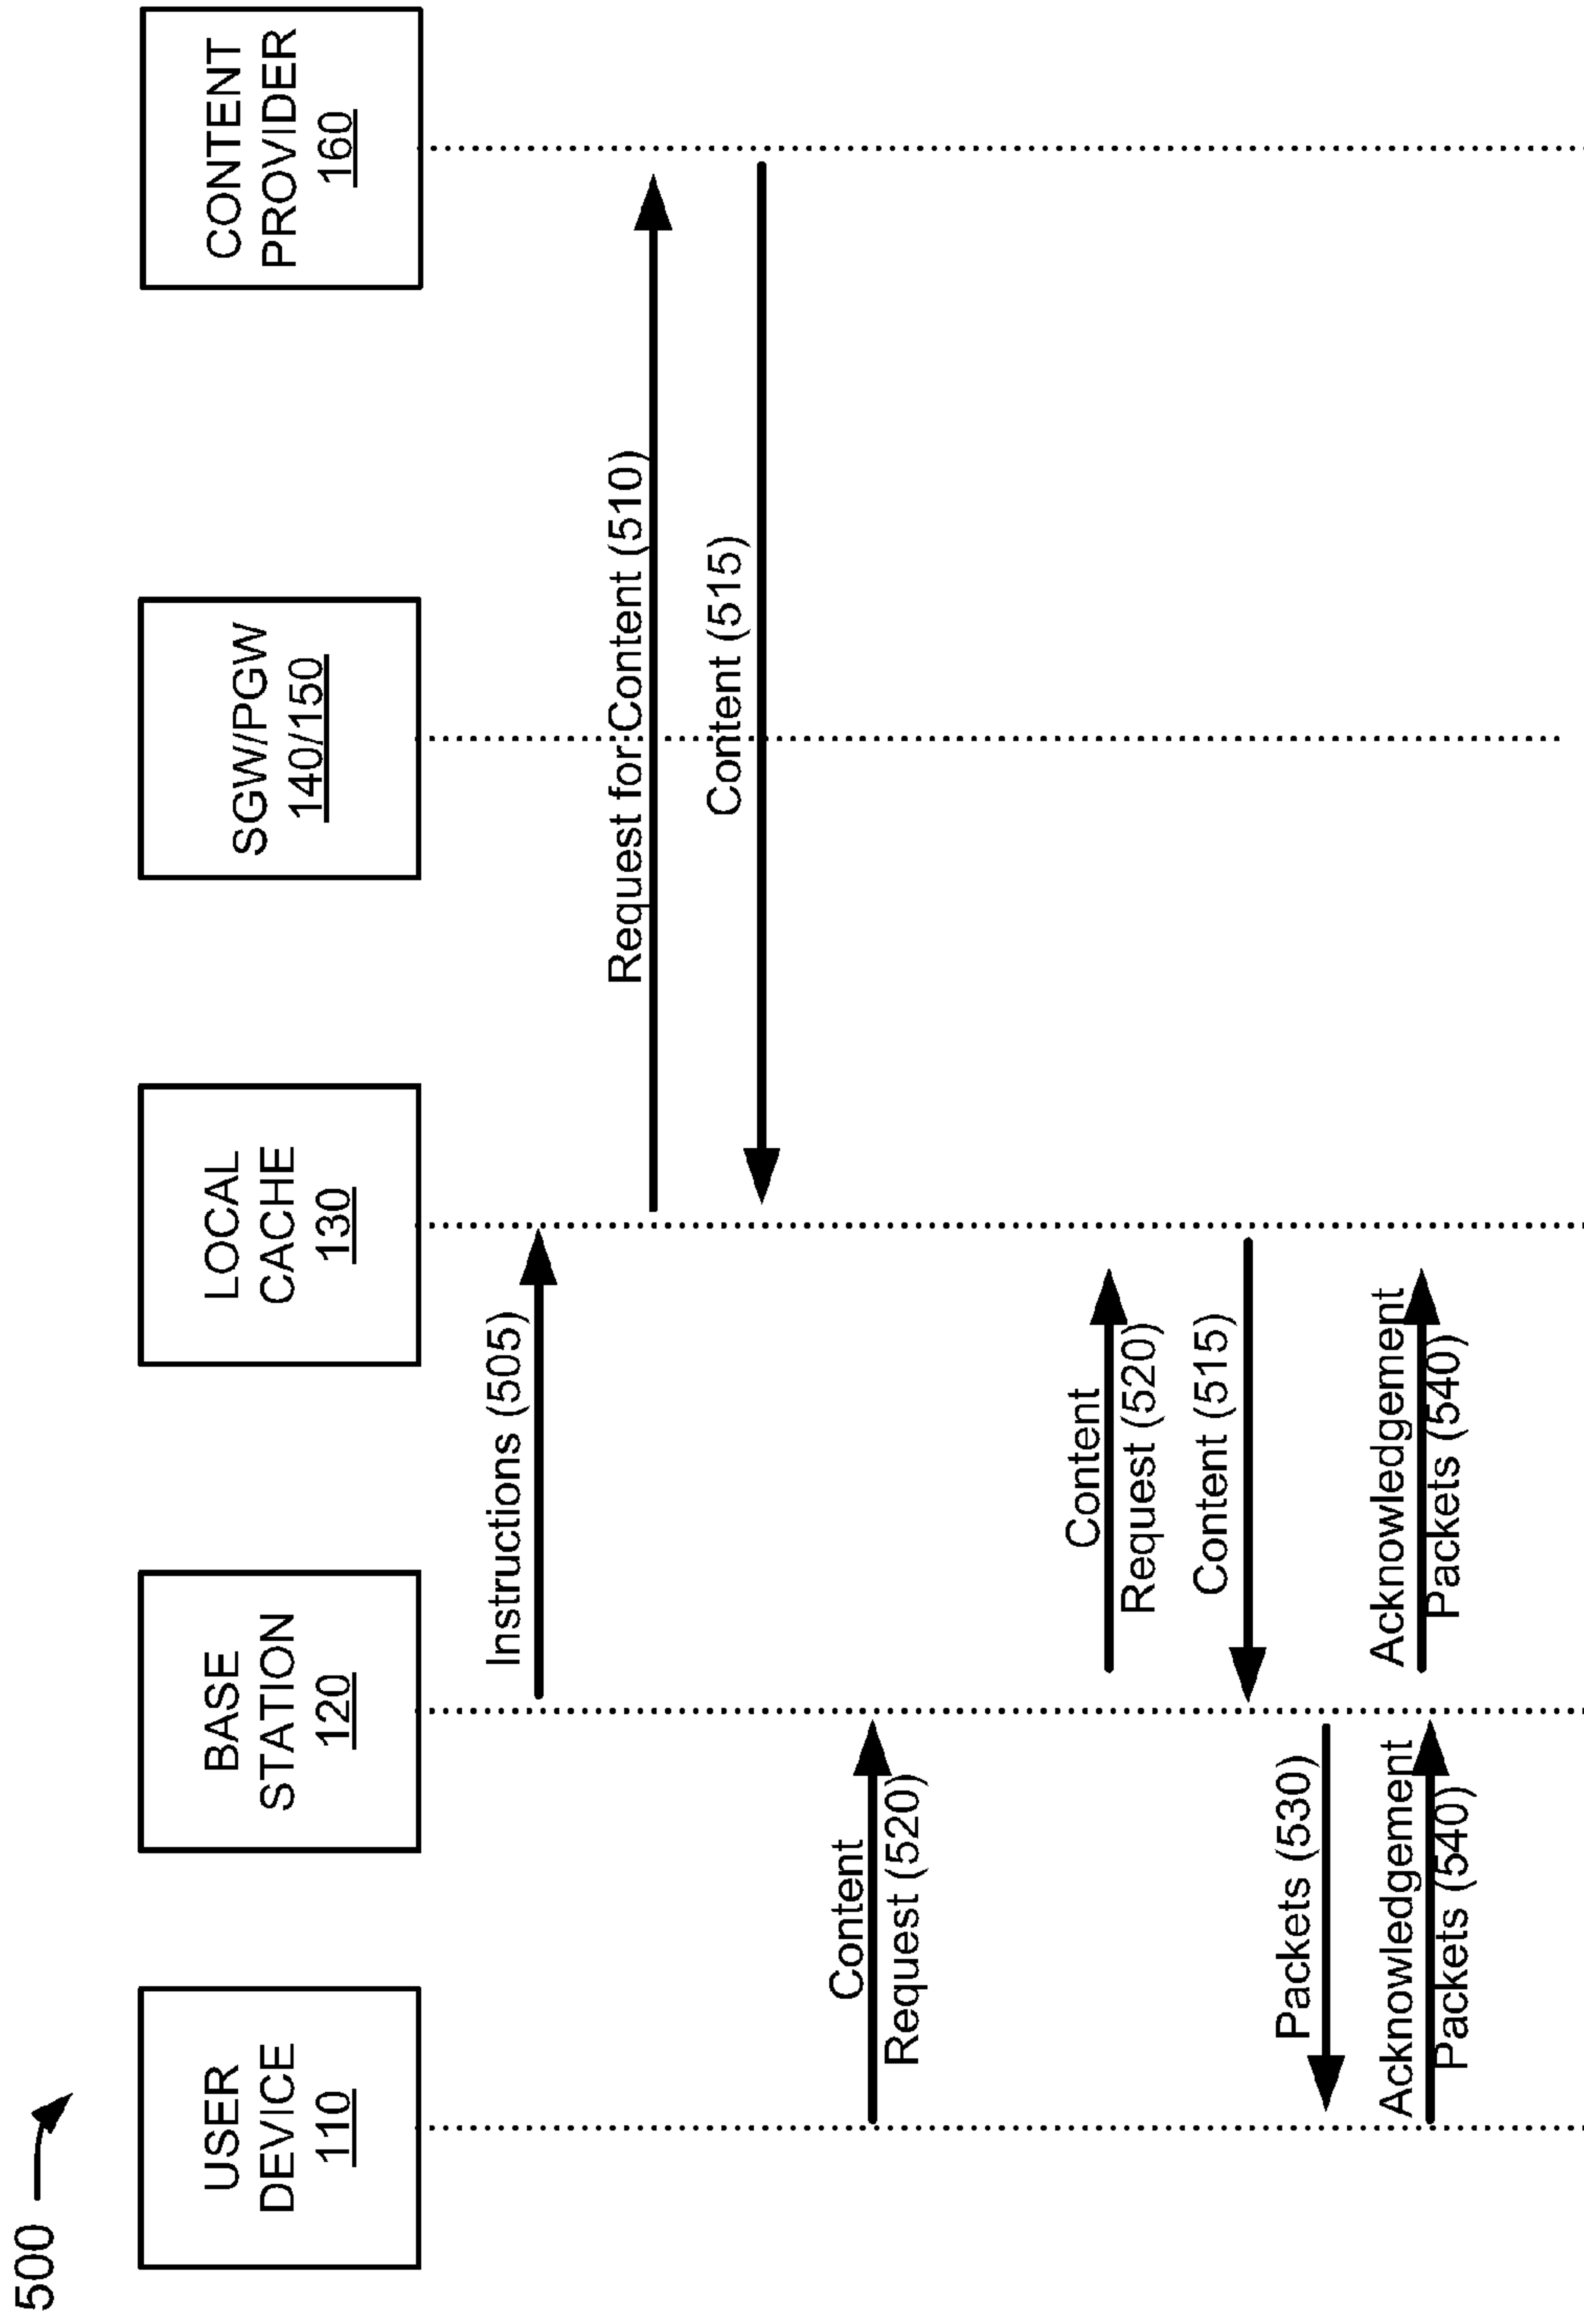 500
USER
DEVICE
110
BASE
STATION
120
LOCAL
CACHE
130
SGW/PGW
140/150
CONTENT
PROVIDER
160
Instructions (505)
Request for Content (510)
Content (515)
Content
Request (520)
Content
Request (520)
Content (515)
Packets (530)
Acknowledgement
Packets (540)
Acknowledgement
Packets (540)